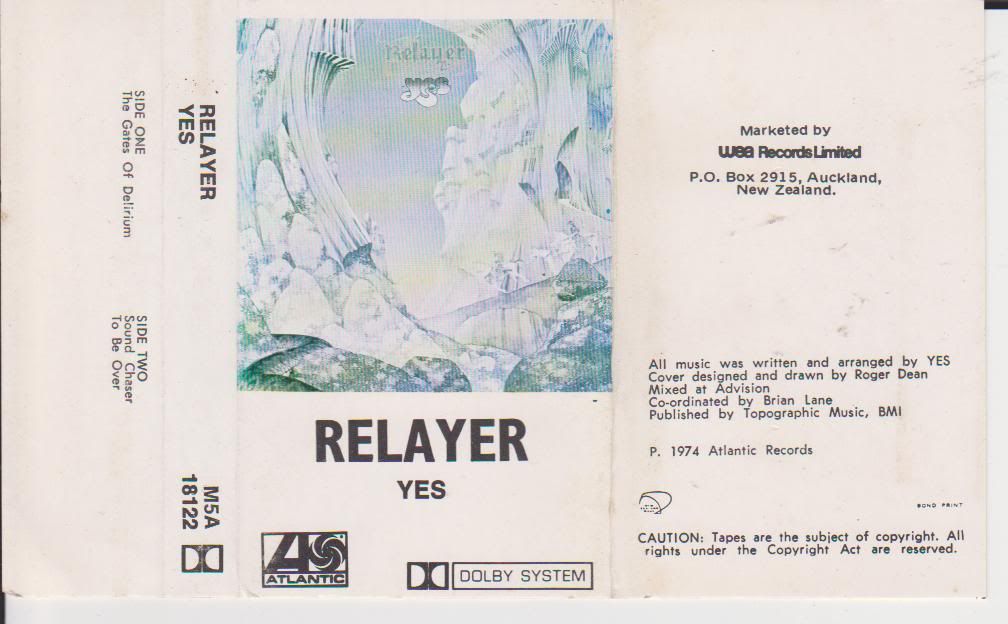 SIDE ONE
The Gates Of Delirium
SIDE TWO
Sound Chaser
To Be Over
RELAYER
YES
M5A
18122
Relayer
YES
RELAYER
YES
ATLANTIC
DOLBY SYSTEM
Marketed by
wea Records Limited
P.O. Box 2915, Auckland,
New Zealand.
All music was written and arranged by YES
Cover designed and drawn by Roger Dean
Mixed at Advision
Co-ordinated by Brian Lane
Published by Topographic Music, BMI
P. 1974 Atlantic Records
BOND PRINT
CAUTION: Tapes are the subject of copyright. All
rights under the Copyright Act are reserved.